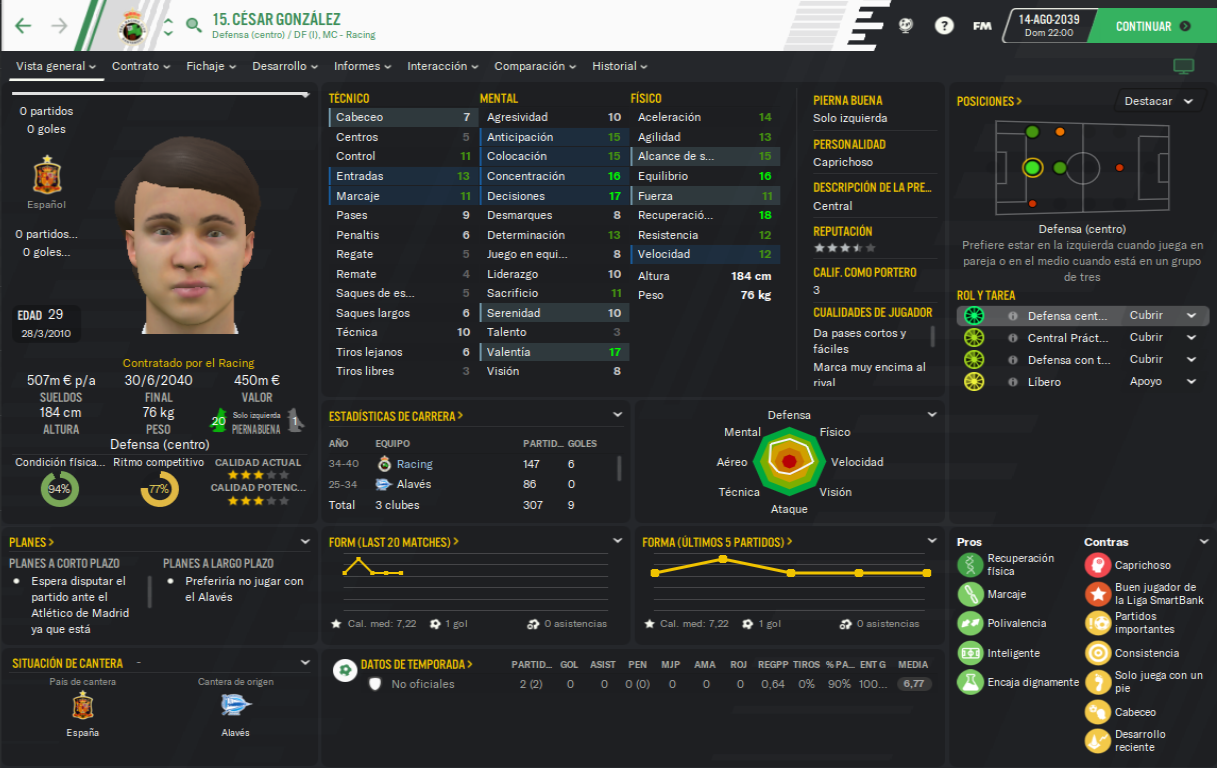 15. CÉSAR GONZÁLEZ
Defensa (centro) / DF (I), MC - Racing
?
FM
14-AGO-2039
Dom 22:00
CONTINUAR
Vista general
Contrato
Fichaje
Desarrollo
Informes
Interacción
Comparación
Historial
0 partidos
0 goles
Español
0 partidos...
0 goles...
EDAD 29
28/3/2010
Contratado por el Racing
507m € p/a
SUELDOS
30/6/2040
FINAL
450m €
VALOR
184 cm
ALTURA
76 kg
PESO
20
Solo izquierda
PIERNA BUENA
1
Defensa (centro)
Condición física...
94%
Ritmo competitivo
77%
CALIDAD ACTUAL
CALIDAD POTENC...
TÉCNICO
Cabeceo 7
Centros 5
Control 11
Entradas 13
Marcaje 11
Pases 9
Penaltis 6
Regate 5
Remate 4
Saques de es... 5
Saques largos 6
Técnica 10
Tiros lejanos 6
Tiros libres 3
MENTAL
Agresividad 10
Anticipación 15
Colocación 15
Concentración 16
Decisiones 17
Desmarques 8
Determinación 13
Juego en equi... 8
Liderazgo 10
Sacrificio 11
Serenidad 10
Talento 3
Valentía 17
Visión 8
FÍSICO
Aceleración 14
Agilidad 13
Alcance de s... 15
Equilibrio 16
Fuerza 11
Recuperació... 18
Resistencia 12
Velocidad 12
Altura 184 cm
Peso 76 kg
PIERNA BUENA
Solo izquierda
PERSONALIDAD
Caprichoso
DESCRIPCIÓN DE LA PRE...
Central
REPUTACIÓN
CALIF. COMO PORTERO
3
CUALIDADES DE JUGADOR
Da pases cortos y
fáciles
Marca muy encima al
rival
POSICIONES
Destacar
Defensa (centro)
Prefiere estar en la izquierda cuando juega en
pareja o en el medio cuando está en un grupo
de tres
ROL Y TAREA
Defensa cent... Cubrir
Central Práct... Cubrir
Defensa con t... Cubrir
Líbero Apoyo
ESTADÍSTICAS DE CARRERA
AÑO EQUIPO PARTID... GOLES
34-40 Racing 147 6
25-34 Alavés 86 0
Total 3 clubes 307 9
Defensa
Mental
Físico
Aéreo
Velocidad
Técnica
Visión
Ataque
PLANES
PLANES A CORTO PLAZO
Espera disputar el
partido ante el
Atlético de Madrid
ya que está
PLANES A LARGO PLAZO
Preferiría no jugar con
el Alavés
FORM (LAST 20 MATCHES)
Cal. med: 7,22 1 gol 0 asistencias
FORMA (ÚLTIMOS 5 PARTIDOS)
Cal. med: 7,22 1 gol 0 asistencias
Pros
Recuperación
física
Marcaje
Polivalencia
Inteligente
Encaja dignamente
Contras
Caprichoso
Buen jugador de
la Liga SmartBank
Partidos
importantes
Consistencia
Solo juega con un
pie
Cabeceo
Desarrollo
reciente
SITUACIÓN DE CANTERA -
País de cantera
España
Cantera de origen
Alavés
DATOS DE TEMPORADA PARTID... GOL ASIST PEN MJP AMA ROJ REGPP TIROS % PA... ENT G MEDIA
No oficiales 2 (2) 0 0 0 (0) 0 0 0 0,64 0% 90% 100... 6,77